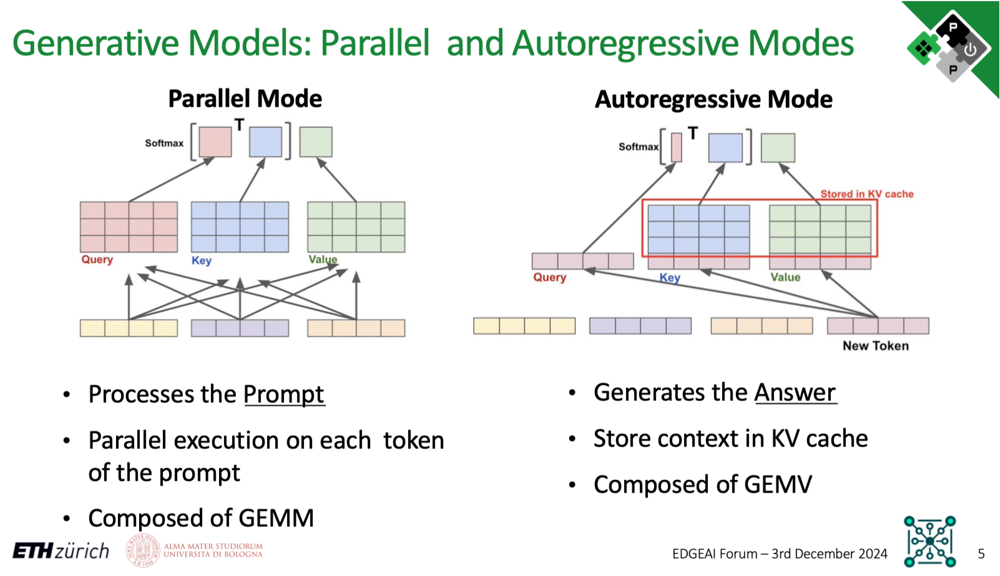 Generative Models: Parallel and Autoregressive Modes
P
P
Parallel Mode
Softmax
T
Query
Key
Value
• Processes the Prompt
• Parallel execution on each token
of the prompt
• Composed of GEMM
Autoregressive Mode
Softmax
T
Stored in KV cache
Query
Key
Value
New Token
• Generates the Answer
• Store context in KV cache
• Composed of GEMV
ETH zürich
ALMA MATER STUDIORUM
UNIVERSITÀ DI BOLOGNA
EDGEAI Forum – 3rd December 2024
5